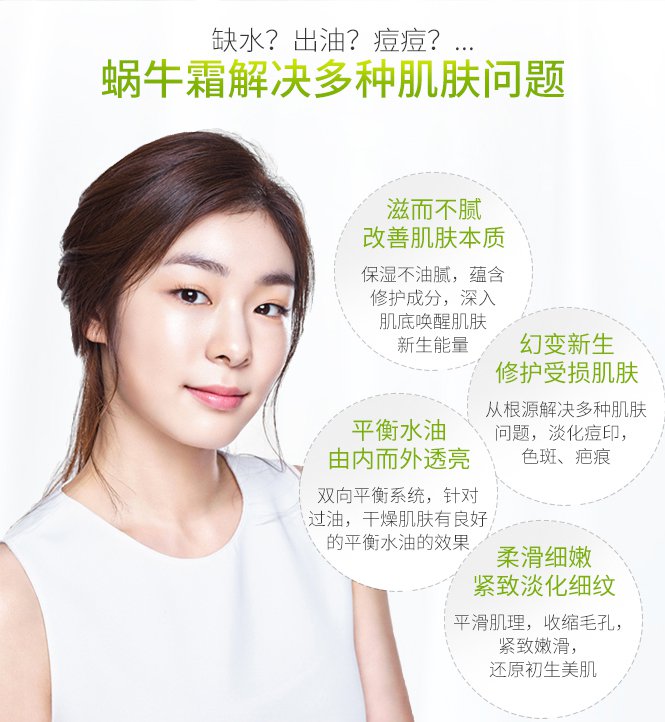 缺水？出油？痘痘？...
蜗牛霜解决多种肌肤问题
滋而不腻
改善肌肤本质
保湿不油腻，蕴含
修护成分，深入
肌底唤醒肌肤
新生能量
幻变新生
修护受损肌肤
从根源解决多种肌肤
问题，淡化痘印，
色斑、疤痕
平衡水油
由内而外透亮
双向平衡系统，针对
过油，干燥肌肤有良好
的平衡水油的效果
柔滑细嫩
紧致淡化细纹
平滑肌理，收缩毛孔，
紧致嫩滑，
还原初生美肌